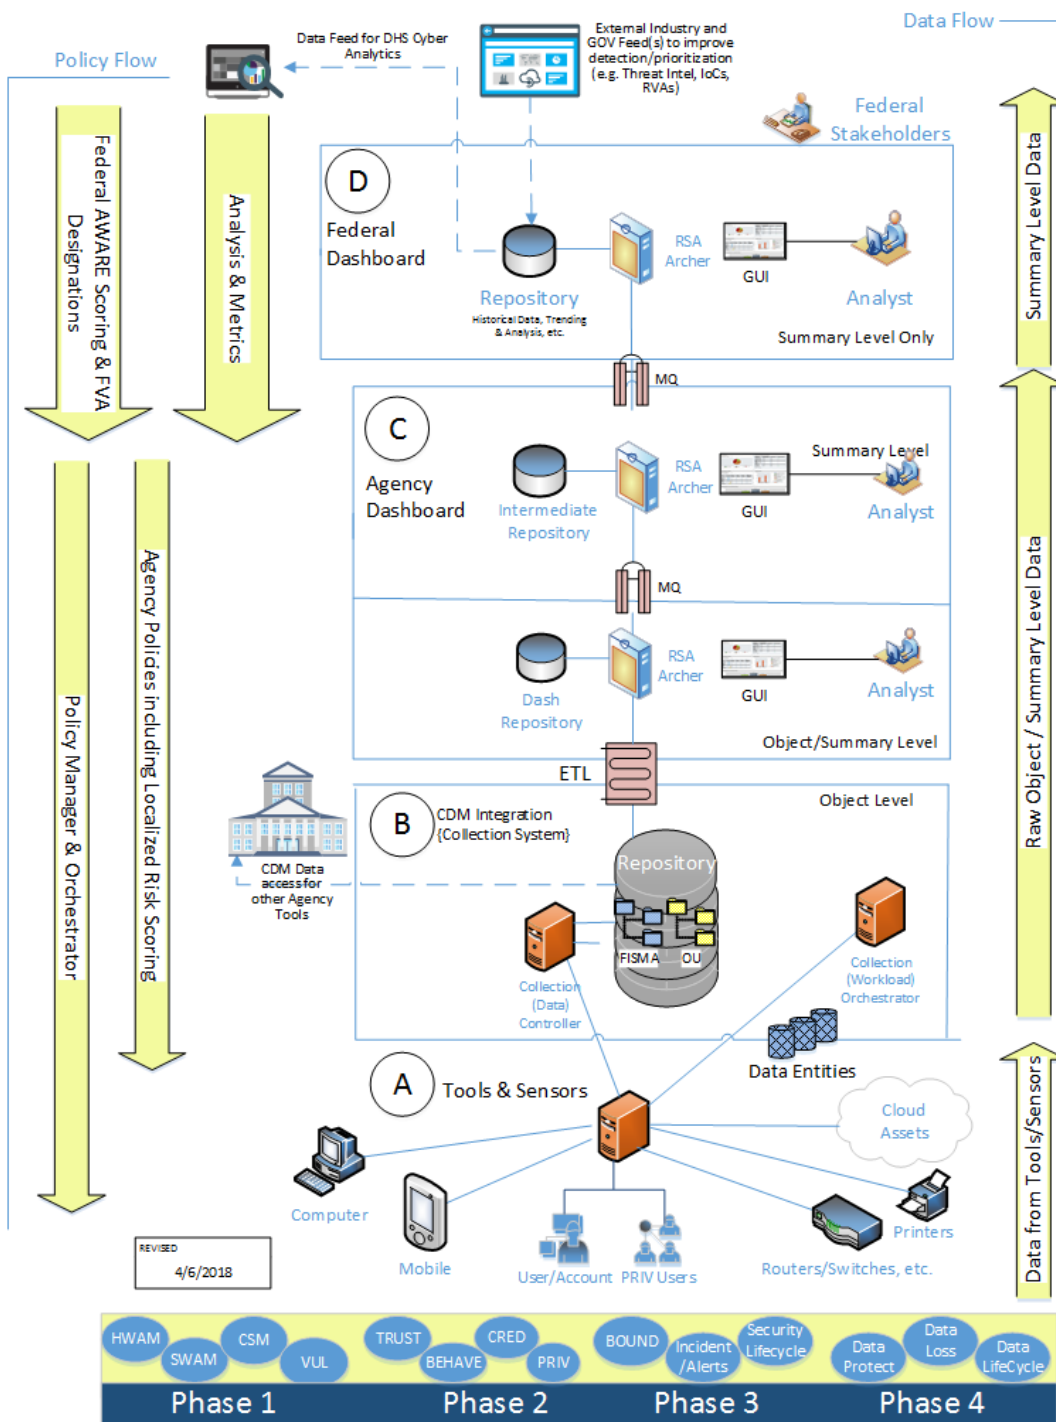 Policy Flow
Data Feed for DHS Cyber
Analytics
External Industry and
GOV Feed(s) to improve
detection/prioritization
(e.g. Threat Intel, IoCs,
RVAs)
Data Flow
Federal
Stakeholders
Federal AWARE Scoring & FVA
Designations
Analysis & Metrics
Summary Level Data
D
Federal
Dashboard
Repository
Historical Data, Trending
& Analysis, etc.
RSA
Archer
GUI
Analyst
Summary Level Only
MQ
C
Agency
Dashboard
Intermediate
Repository
RSA
Archer
GUI
Summary Level
Analyst
MQ
Dash
Repository
RSA
Archer
GUI
Analyst
Object/Summary Level
Policy Manager & Orchestrator
Agency Policies including Localized Risk Scoring
Raw Object / Summary Level Data
ETL
B
CDM Integration
{Collection System}
Object Level
Repository
FISMA
OU
CDM Data
access for
other Agency
Tools
Collection
(Data)
Controller
Collection
(Workload)
Orchestrator
Data Entities
A
Tools & Sensors
Cloud
Assets
Computer
Mobile
User/Account
PRIV Users
Routers/Switches, etc.
Printers
Data from Tools/Sensors
REVISED
4/6/2018
HWAM
SWAM
CSM
VUL
TRUST
BEHAVE
CRED
PRIV
BOUND
Incident
/Alerts
Security
Lifecycle
Data
Protect
Data
Loss
Data
LifeCycle
Phase 1
Phase 2
Phase 3
Phase 4